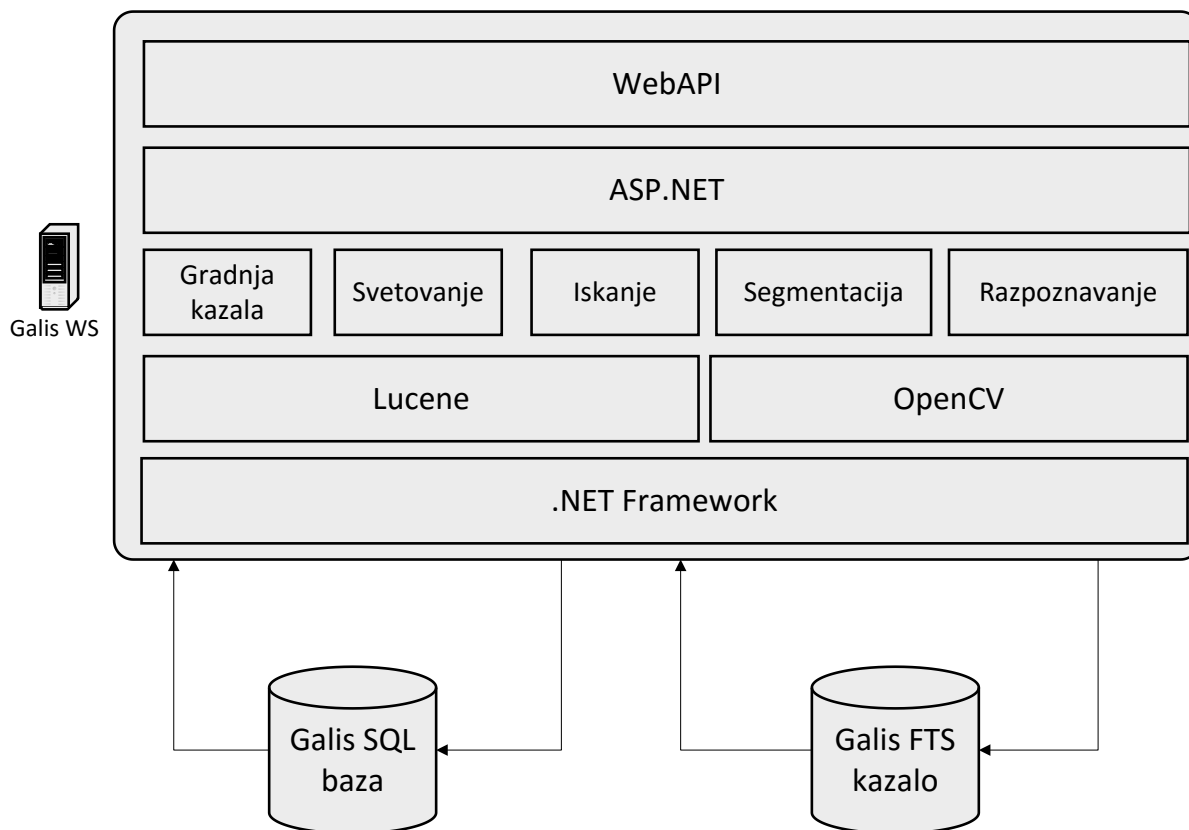 WebAPI
ASP.NET
Galis WS
Gradnja
kazala
Svetovanje
Iskanje
Segmentacija
Razpoznavanje
Lucene
OpenCV
.NET Framework
Galis SQL
baza
Galis FTS
kazalo